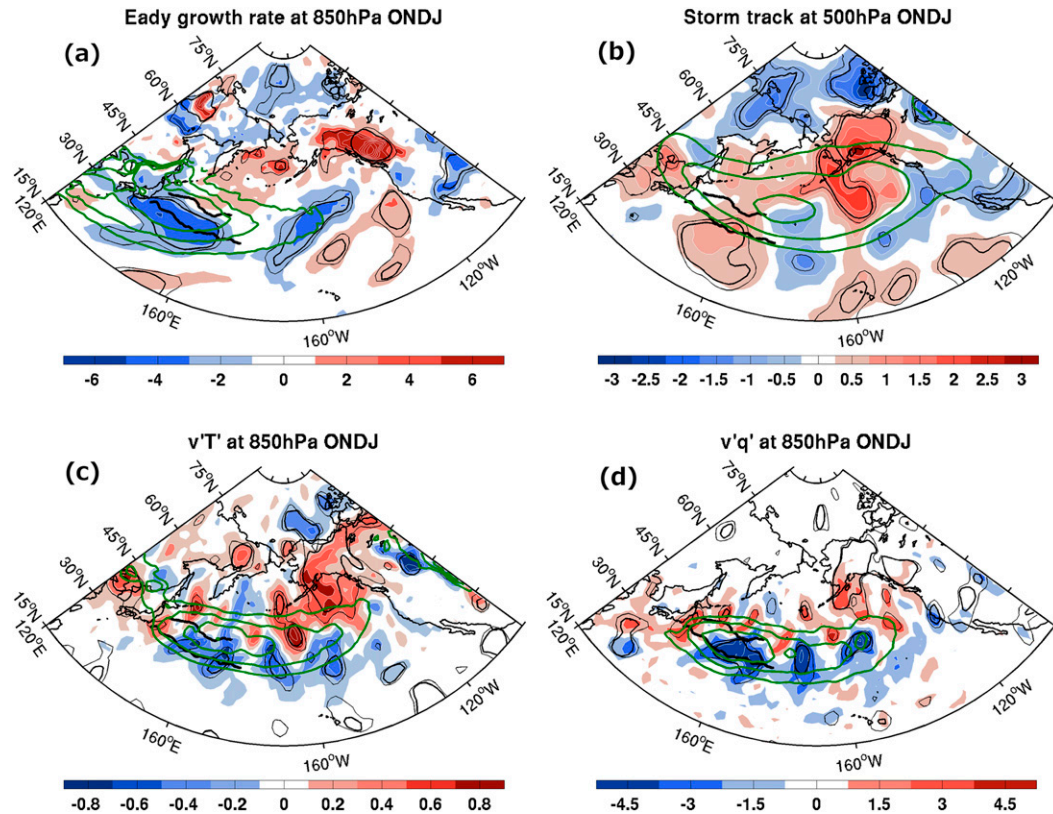 Eady growth rate at 850hPa ONDJ
(a)
75°N
60°N
45°N
30°N
15°N
120°E
160°E
160°W
120°W
-6 -4 -2 0 2 4 6
Storm track at 500hPa ONDJ
(b)
75°N
60°N
45°N
30°N
15°N
120°E
160°E
160°W
120°W
-3 -2.5 -2 -1.5 -1 -0.5 0 0.5 1 1.5 2 2.5 3
v'T' at 850hPa ONDJ
(c)
75°N
60°N
45°N
30°N
15°N
120°E
160°E
160°W
120°W
-0.8 -0.6 -0.4 -0.2 0 0.2 0.4 0.6 0.8
v'q' at 850hPa ONDJ
(d)
75°N
60°N
45°N
30°N
15°N
120°E
160°E
160°W
120°W
-4.5 -3 -1.5 0 1.5 3 4.5